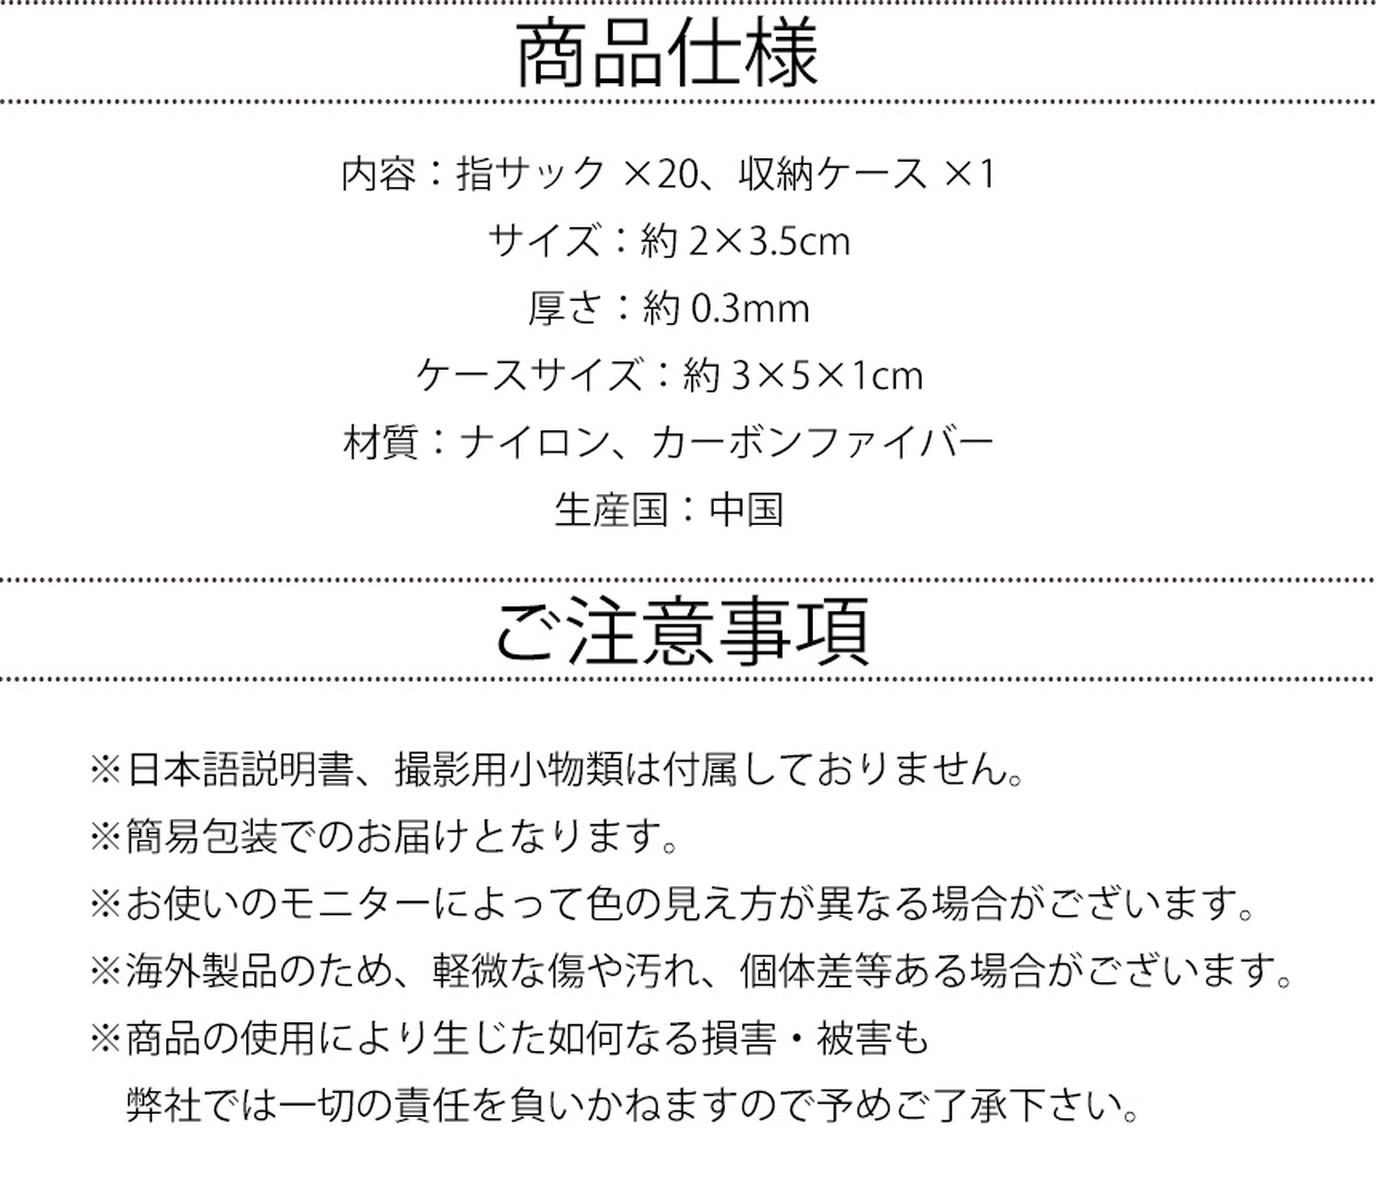 商品仕様
内容：指サック ×20、収納ケース ×1
サイズ：約 2×3.5cm
厚さ：約 0.3mm
ケースサイズ：約 3×5×1cm
材質：ナイロン、カーボンファイバー
生産国：中国
ご注意事項
※日本語説明書、撮影用小物類は付属しておりません。
※簡易包装でのお届けとなります。
※お使いのモニターによって色の見え方が異なる場合がございます。
※海外製品のため、軽微な傷や汚れ、個体差等ある場合がございます。
※商品の使用により生じた如何なる損害・被害も
弊社では一切の責任を負いかねますので予めご了承下さい。